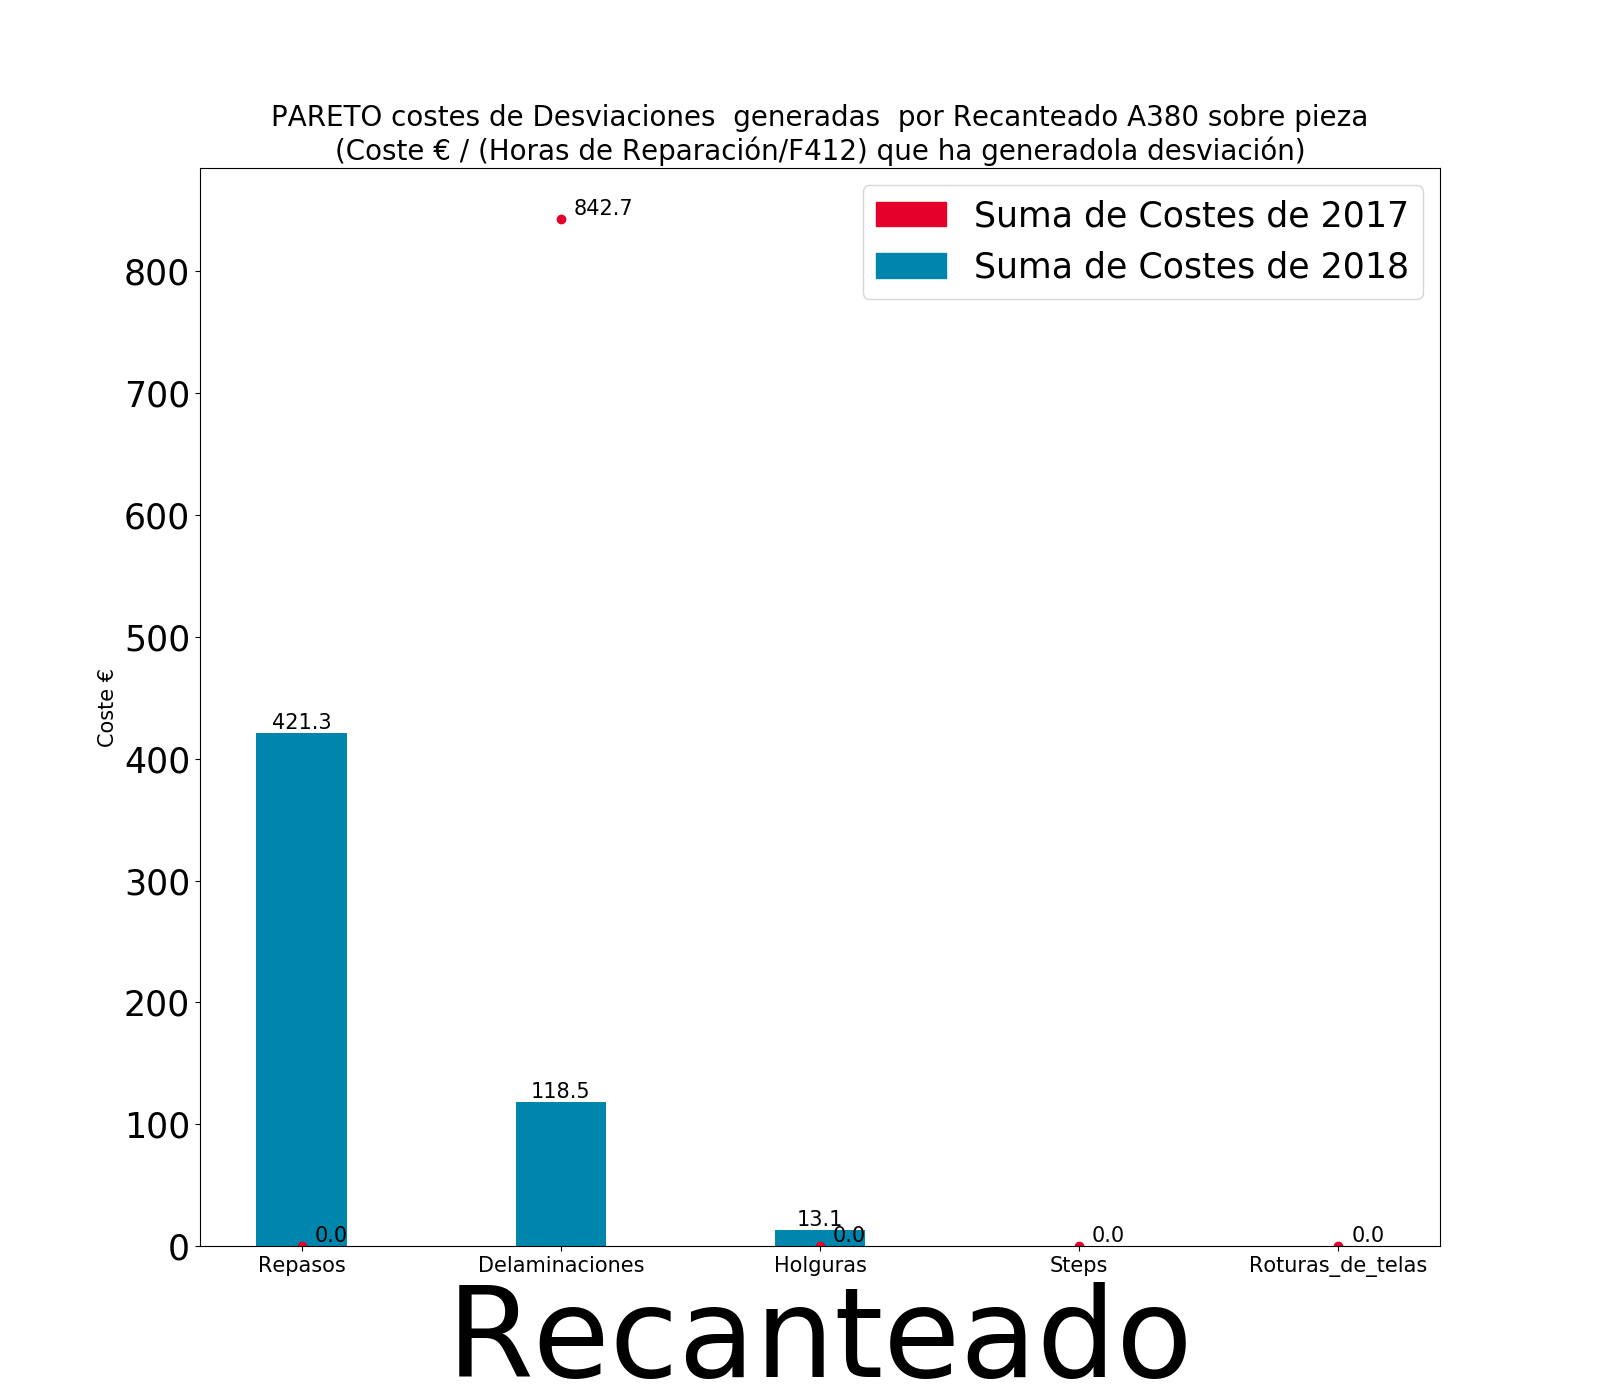 PARETO costes de Desviaciones  generadas  por Recanteado A380 sobre pieza
(Coste € / (Horas de Reparación/F412) que ha generadola desviación)
842.7
Suma de Costes de 2017
Suma de Costes de 2018
800
700
600
500
400
300
200
100
0
Coste €
421.3
118.5
13.1
0.0
0.0
0.0
0.0
Repasos
Delaminaciones
Holguras
Steps
Roturas_de_telas
Recanteado